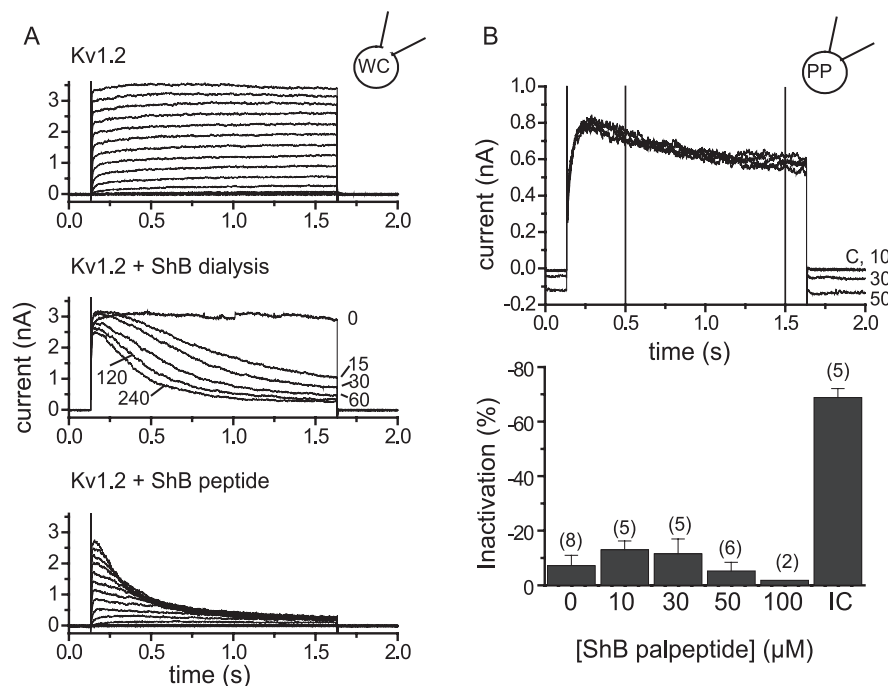 A
Kv1.2
WC
3
2
1
0
0.0 0.5 1.0 1.5 2.0
Kv1.2 + ShB dialysis
current (nA)
3
2
1
0
0
15
30
60
120
240
0.0 0.5 1.0 1.5 2.0
Kv1.2 + ShB peptide
3
2
1
0
0.0 0.5 1.0 1.5 2.0
time (s)
B
PP
current (nA)
1.0
0.8
0.6
0.4
0.2
0.0
-0.2
C, 10
30
50
0.0 0.5 1.0 1.5 2.0
time (s)
Inactivation (%)
-80
-60
-40
-20
0
(8) (5) (5) (6) (2) (5)
0 10 30 50 100 IC
[ShB palpeptide] (µM)